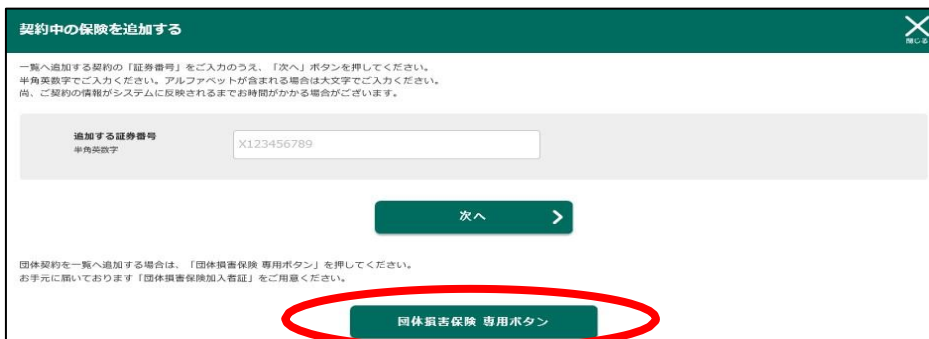 契約中の保険を追加する
閉じる
一覧へ追加する契約の「証券番号」をご入力のうえ、「次へ」ボタンを押してください。
半角英数字でご入力ください。アルファベットが含まれる場合は大文字でご入力ください。
尚、ご契約の情報がシステムに反映されるまでお時間がかかる場合がございます。
追加する証券番号
半角英数字
X123456789
次へ
団体契約を一覧へ追加する場合は、「団体損害保険 専用ボタン」を押してください。
お手元に届いております「団体損害保険加入者証」をご用意ください。
団体損害保険 専用ボタン